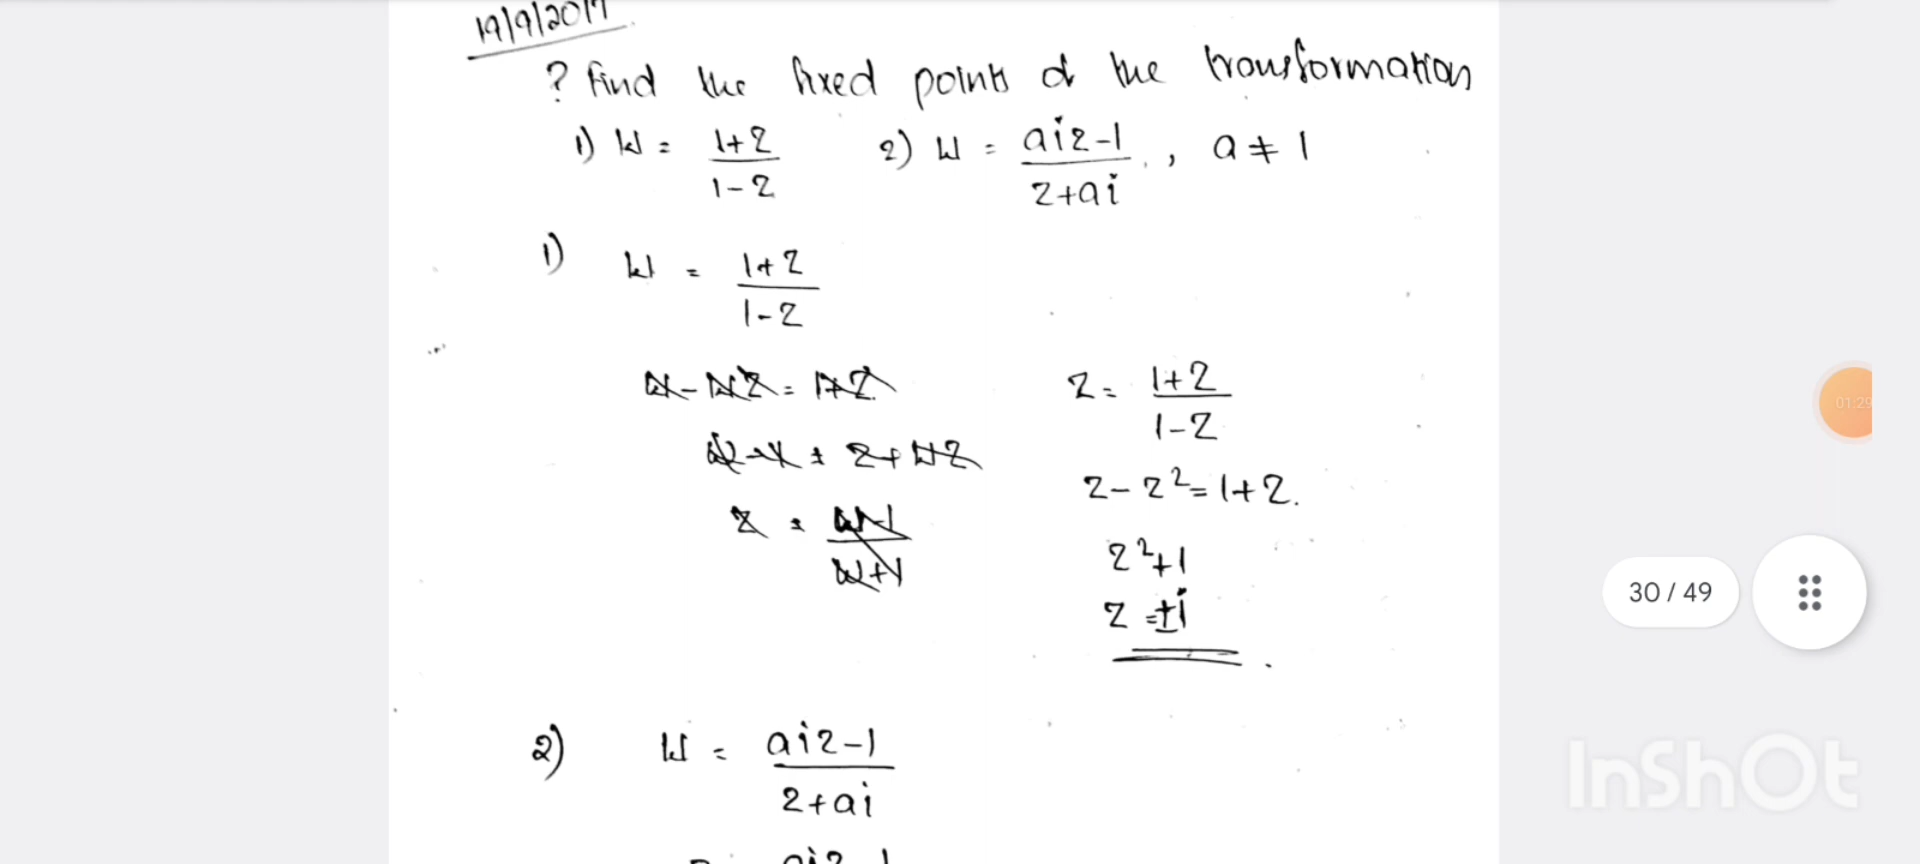 19/9/2017
? Find the fixed points of the transformation
1) W = (1+z)/(1-z)  2) W = (aiz-1)/(z+ai), a ≠ 1
1) W = (1+z)/(1-z)
z = (1+z)/(1-z)
z - z² = 1+z.
z²+1
z = ±i
2) W = (aiz-1)/(z+ai)
01:29
30 / 49
InShOt